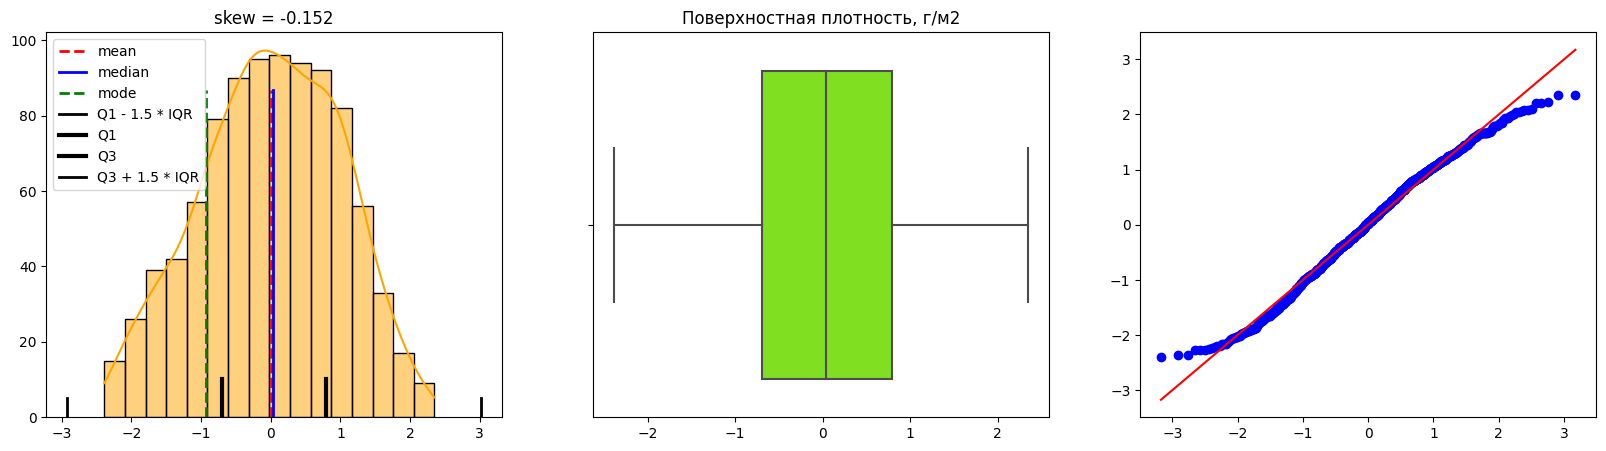 skew = -0.152
100
80
60
40
20
0
mean
median
mode
Q1 - 1.5 * IQR
Q1
Q3
Q3 + 1.5 * IQR
−3 −2 −1 0 1 2 3
Поверхностная плотность, г/м2
−2 −1 0 1 2
3
2
1
0
−1
−2
−3
−3 −2 −1 0 1 2 3